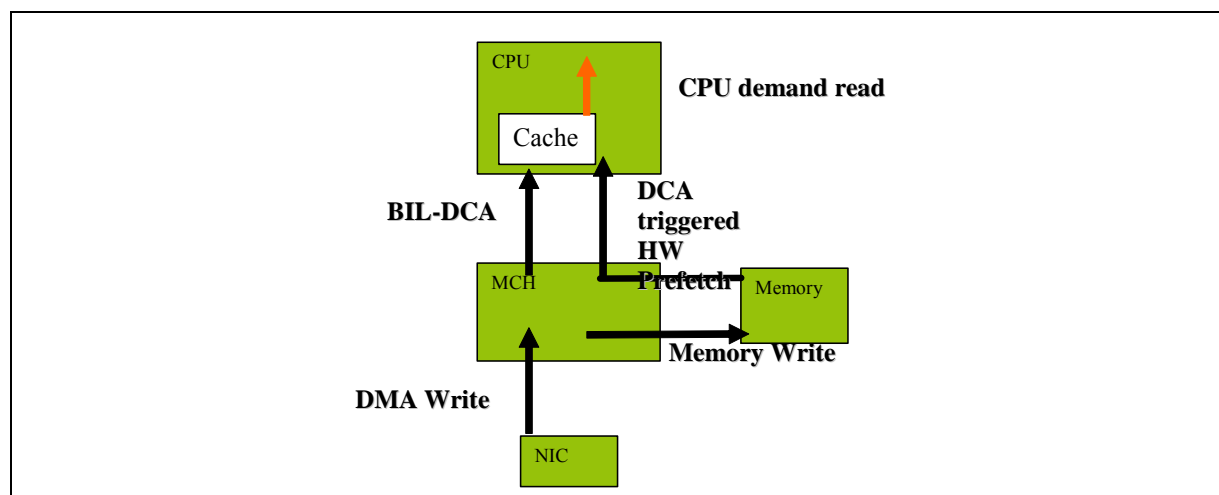 CPU
CPU demand read
Cache
BIL-DCA
DCA
triggered
HW
Prefetch
MCH
Memory
Memory Write
DMA Write
NIC